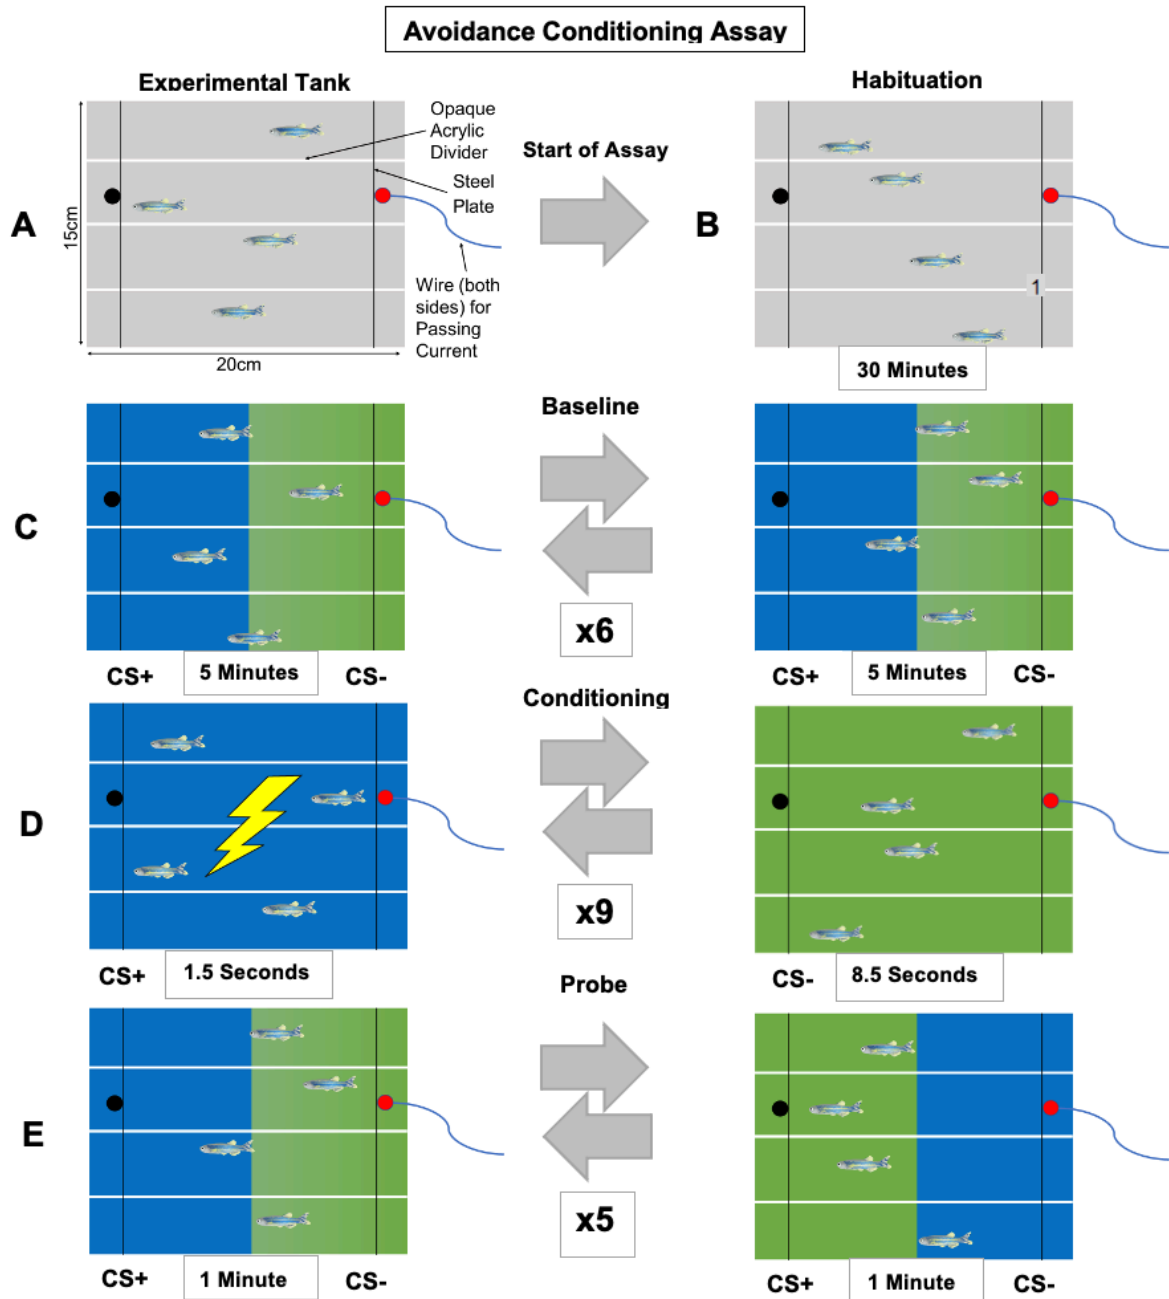 Avoidance Conditioning Assay
Experimental Tank
Habituation
Opaque
Acrylic
Divider
Steel
Plate
Wire (both
sides) for
Passing
Current
15cm
20cm
A
Start of Assay
B
1
30 Minutes
C
Baseline
x6
CS+
5 Minutes
CS-
CS+
5 Minutes
CS-
D
Conditioning
x9
CS+
1.5 Seconds
CS-
8.5 Seconds
E
Probe
x5
CS+
1 Minute
CS-
CS+
1 Minute
CS-